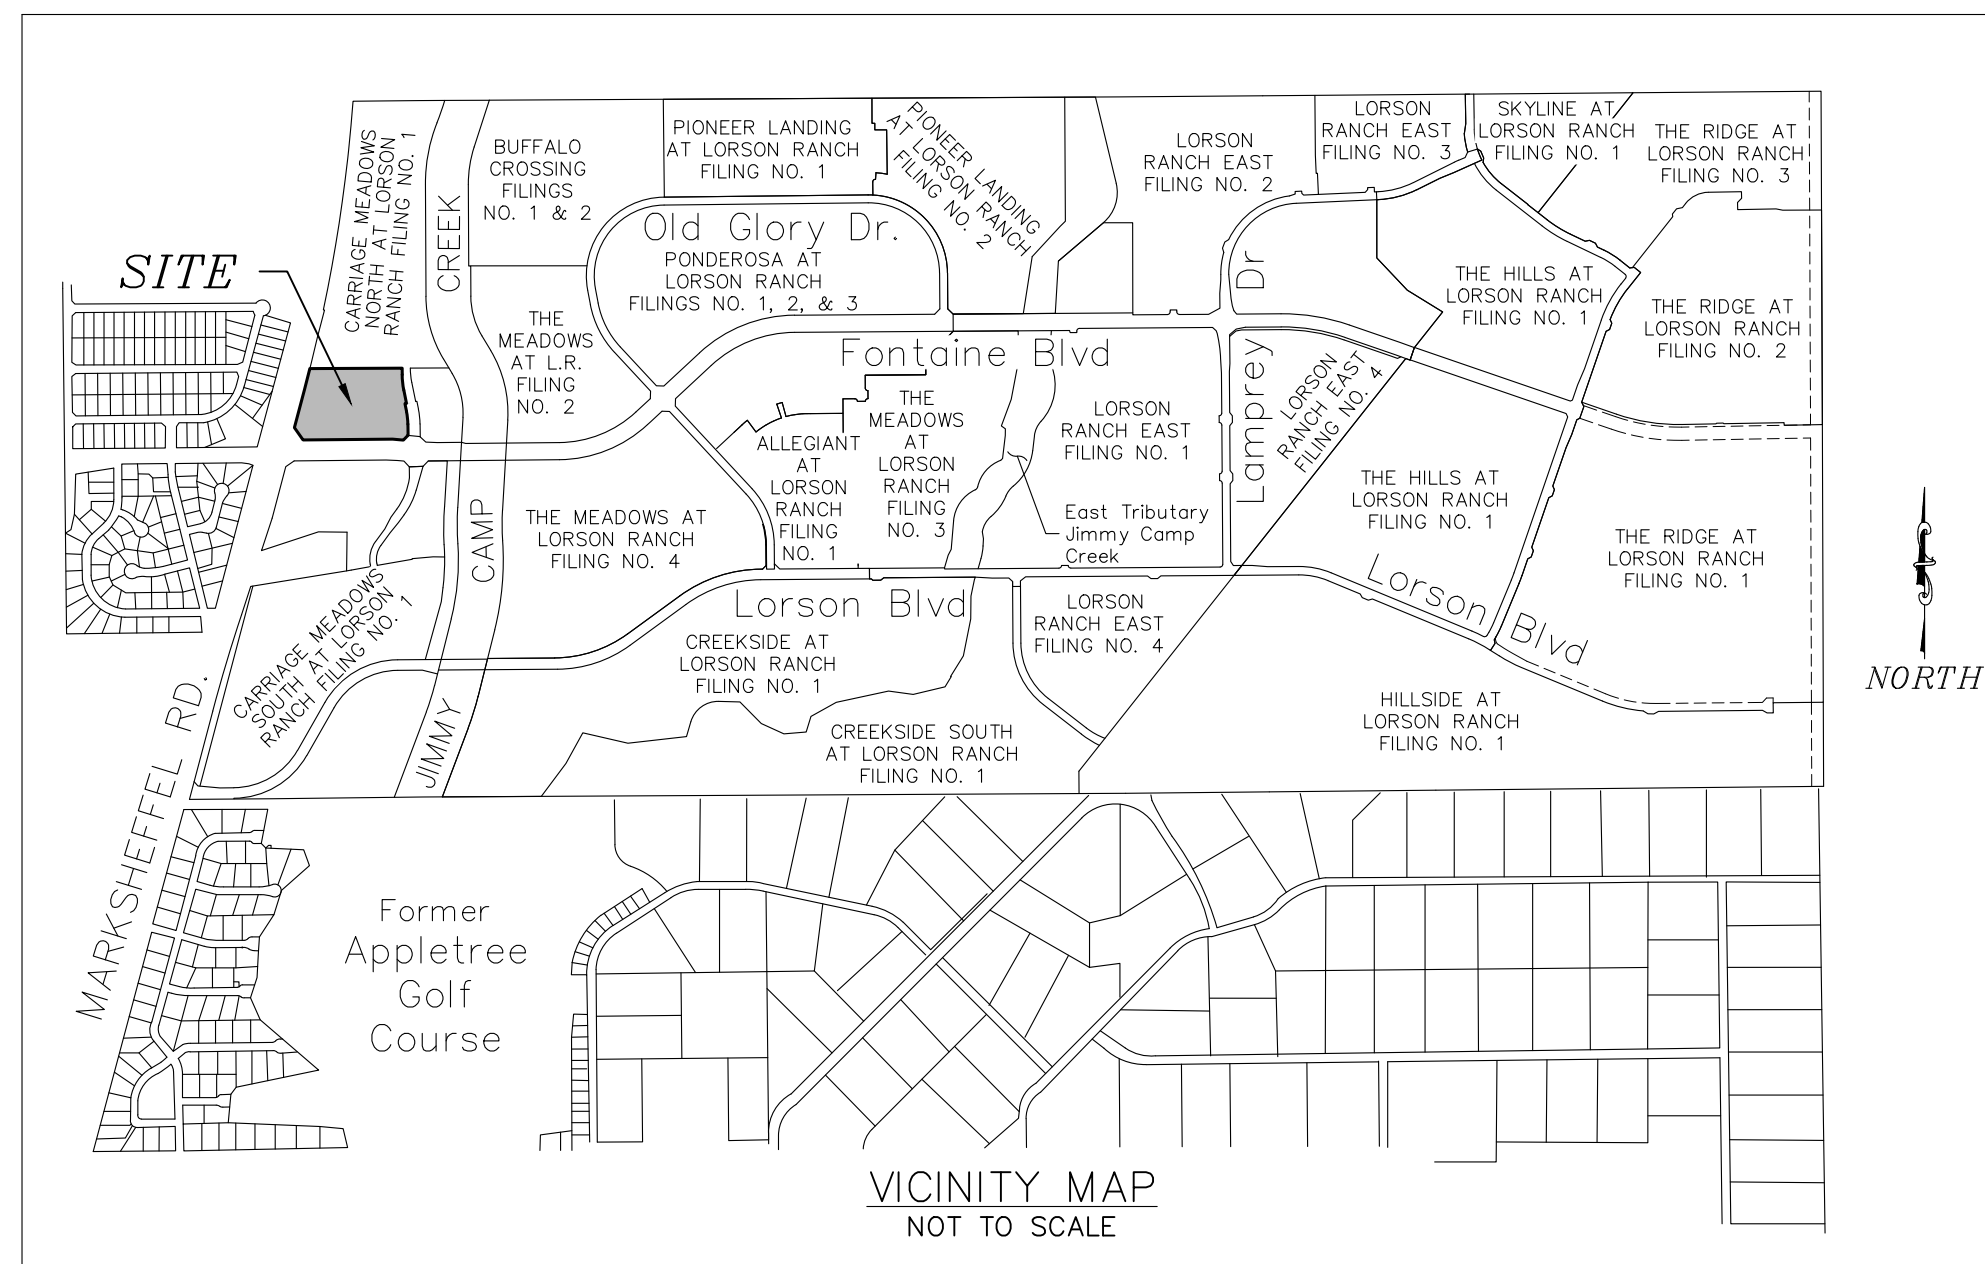 CARRIAGE MEADOWS
NORTH AT LORSON
RANCH FILING NO. 1
CREEK
BUFFALO
CROSSING
FILINGS
NO. 1 & 2
PIONEER LANDING
AT LORSON RANCH
FILING NO. 1
PIONEER LANDING
AT LORSON RANCH
FILING NO. 2
LORSON
RANCH EAST
FILING NO. 2
LORSON
RANCH EAST
FILING NO. 3
SKYLINE AT
LORSON RANCH
FILING NO. 1
THE RIDGE AT
LORSON RANCH
FILING NO. 3
SITE
Old Glory Dr.
PONDEROSA AT
LORSON RANCH
FILINGS NO. 1, 2, & 3
THE
MEADOWS
AT L.R.
FILING
NO. 2
Fontaine Blvd
Lamprey Dr
THE HILLS AT
LORSON RANCH
FILING NO. 1
THE RIDGE AT
LORSON RANCH
FILING NO. 2
LORSON
RANCH EAST
FILING NO. 4
THE
MEADOWS
AT
LORSON
RANCH
FILING
NO. 3
ALLEGIANT
AT
LORSON
RANCH
FILING
NO. 1
LORSON
RANCH EAST
FILING NO. 1
THE HILLS AT
LORSON RANCH
FILING NO. 1
East Tributary
Jimmy Camp
Creek
CAMP
THE MEADOWS AT
LORSON RANCH
FILING NO. 4
THE RIDGE AT
LORSON RANCH
FILING NO. 1
NORTH
CARRIAGE MEADOWS
SOUTH AT LORSON
RANCH FILING NO. 1
Lorson Blvd
Lorson Blvd
LORSON
RANCH EAST
FILING NO. 4
CREEKSIDE AT
LORSON RANCH
FILING NO. 1
HILLSIDE AT
LORSON RANCH
FILING NO. 1
JIMMY
CREEKSIDE SOUTH
AT LORSON RANCH
FILING NO. 1
MARKSHEFFEL RD.
Former
Appletree
Golf
Course
VICINITY MAP
NOT TO SCALE